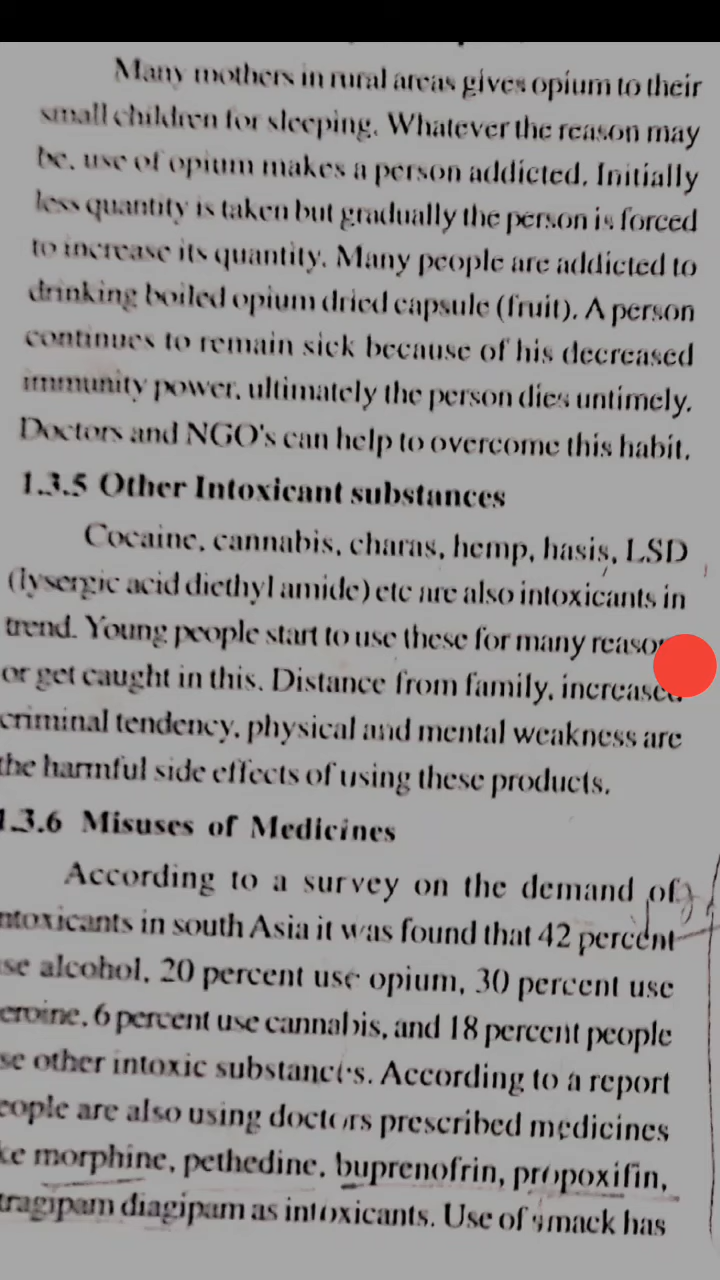 Many mothers in rural areas gives opium to their
small children for sleeping. Whatever the reason may
be, use of opium makes a person addicted. Initially
less quantity is taken but gradually the person is forced
to increase its quantity. Many people are addicted to
drinking boiled opium dried capsule (fruit). A person
continues to remain sick because of his decreased
immunity power, ultimately the person dies untimely.
Doctors and NGO's can help to overcome this habit.
1.3.5 Other Intoxicant substances
Cocaine, cannabis, charas, hemp, hasis, LSD
(lysergic acid diethyl amide) etc are also intoxicants in
trend. Young people start to use these for many reaso
or get caught in this. Distance from family, increased
criminal tendency, physical and mental weakness are
the harmful side effects of using these products.
1.3.6 Misuses of Medicines
According to a survey on the demand of
ntoxicants in south Asia it was found that 42 percent
se alcohol, 20 percent use opium, 30 percent use
eroine, 6 percent use cannabis, and 18 percent people
se other intoxic substances. According to a report
eople are also using doctors prescribed medicines
ke morphine, pethedine, buprenofrin, propoxifin,
tragipam diagipam as intoxicants. Use of smack has